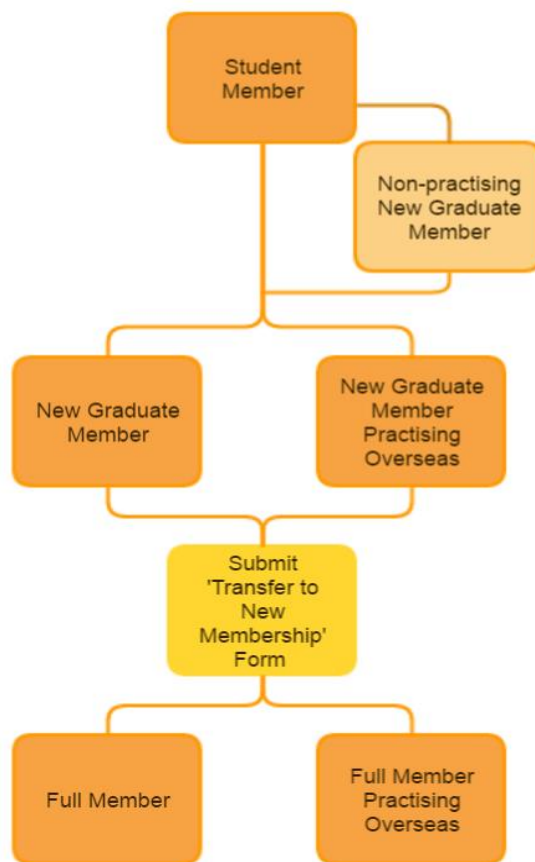 Student
Member
Non-practising
New Graduate
Member
New Graduate
Member
New Graduate
Member
Practising
Overseas
Submit
'Transfer to
New
Membership'
Form
Full Member
Full Member
Practising
Overseas